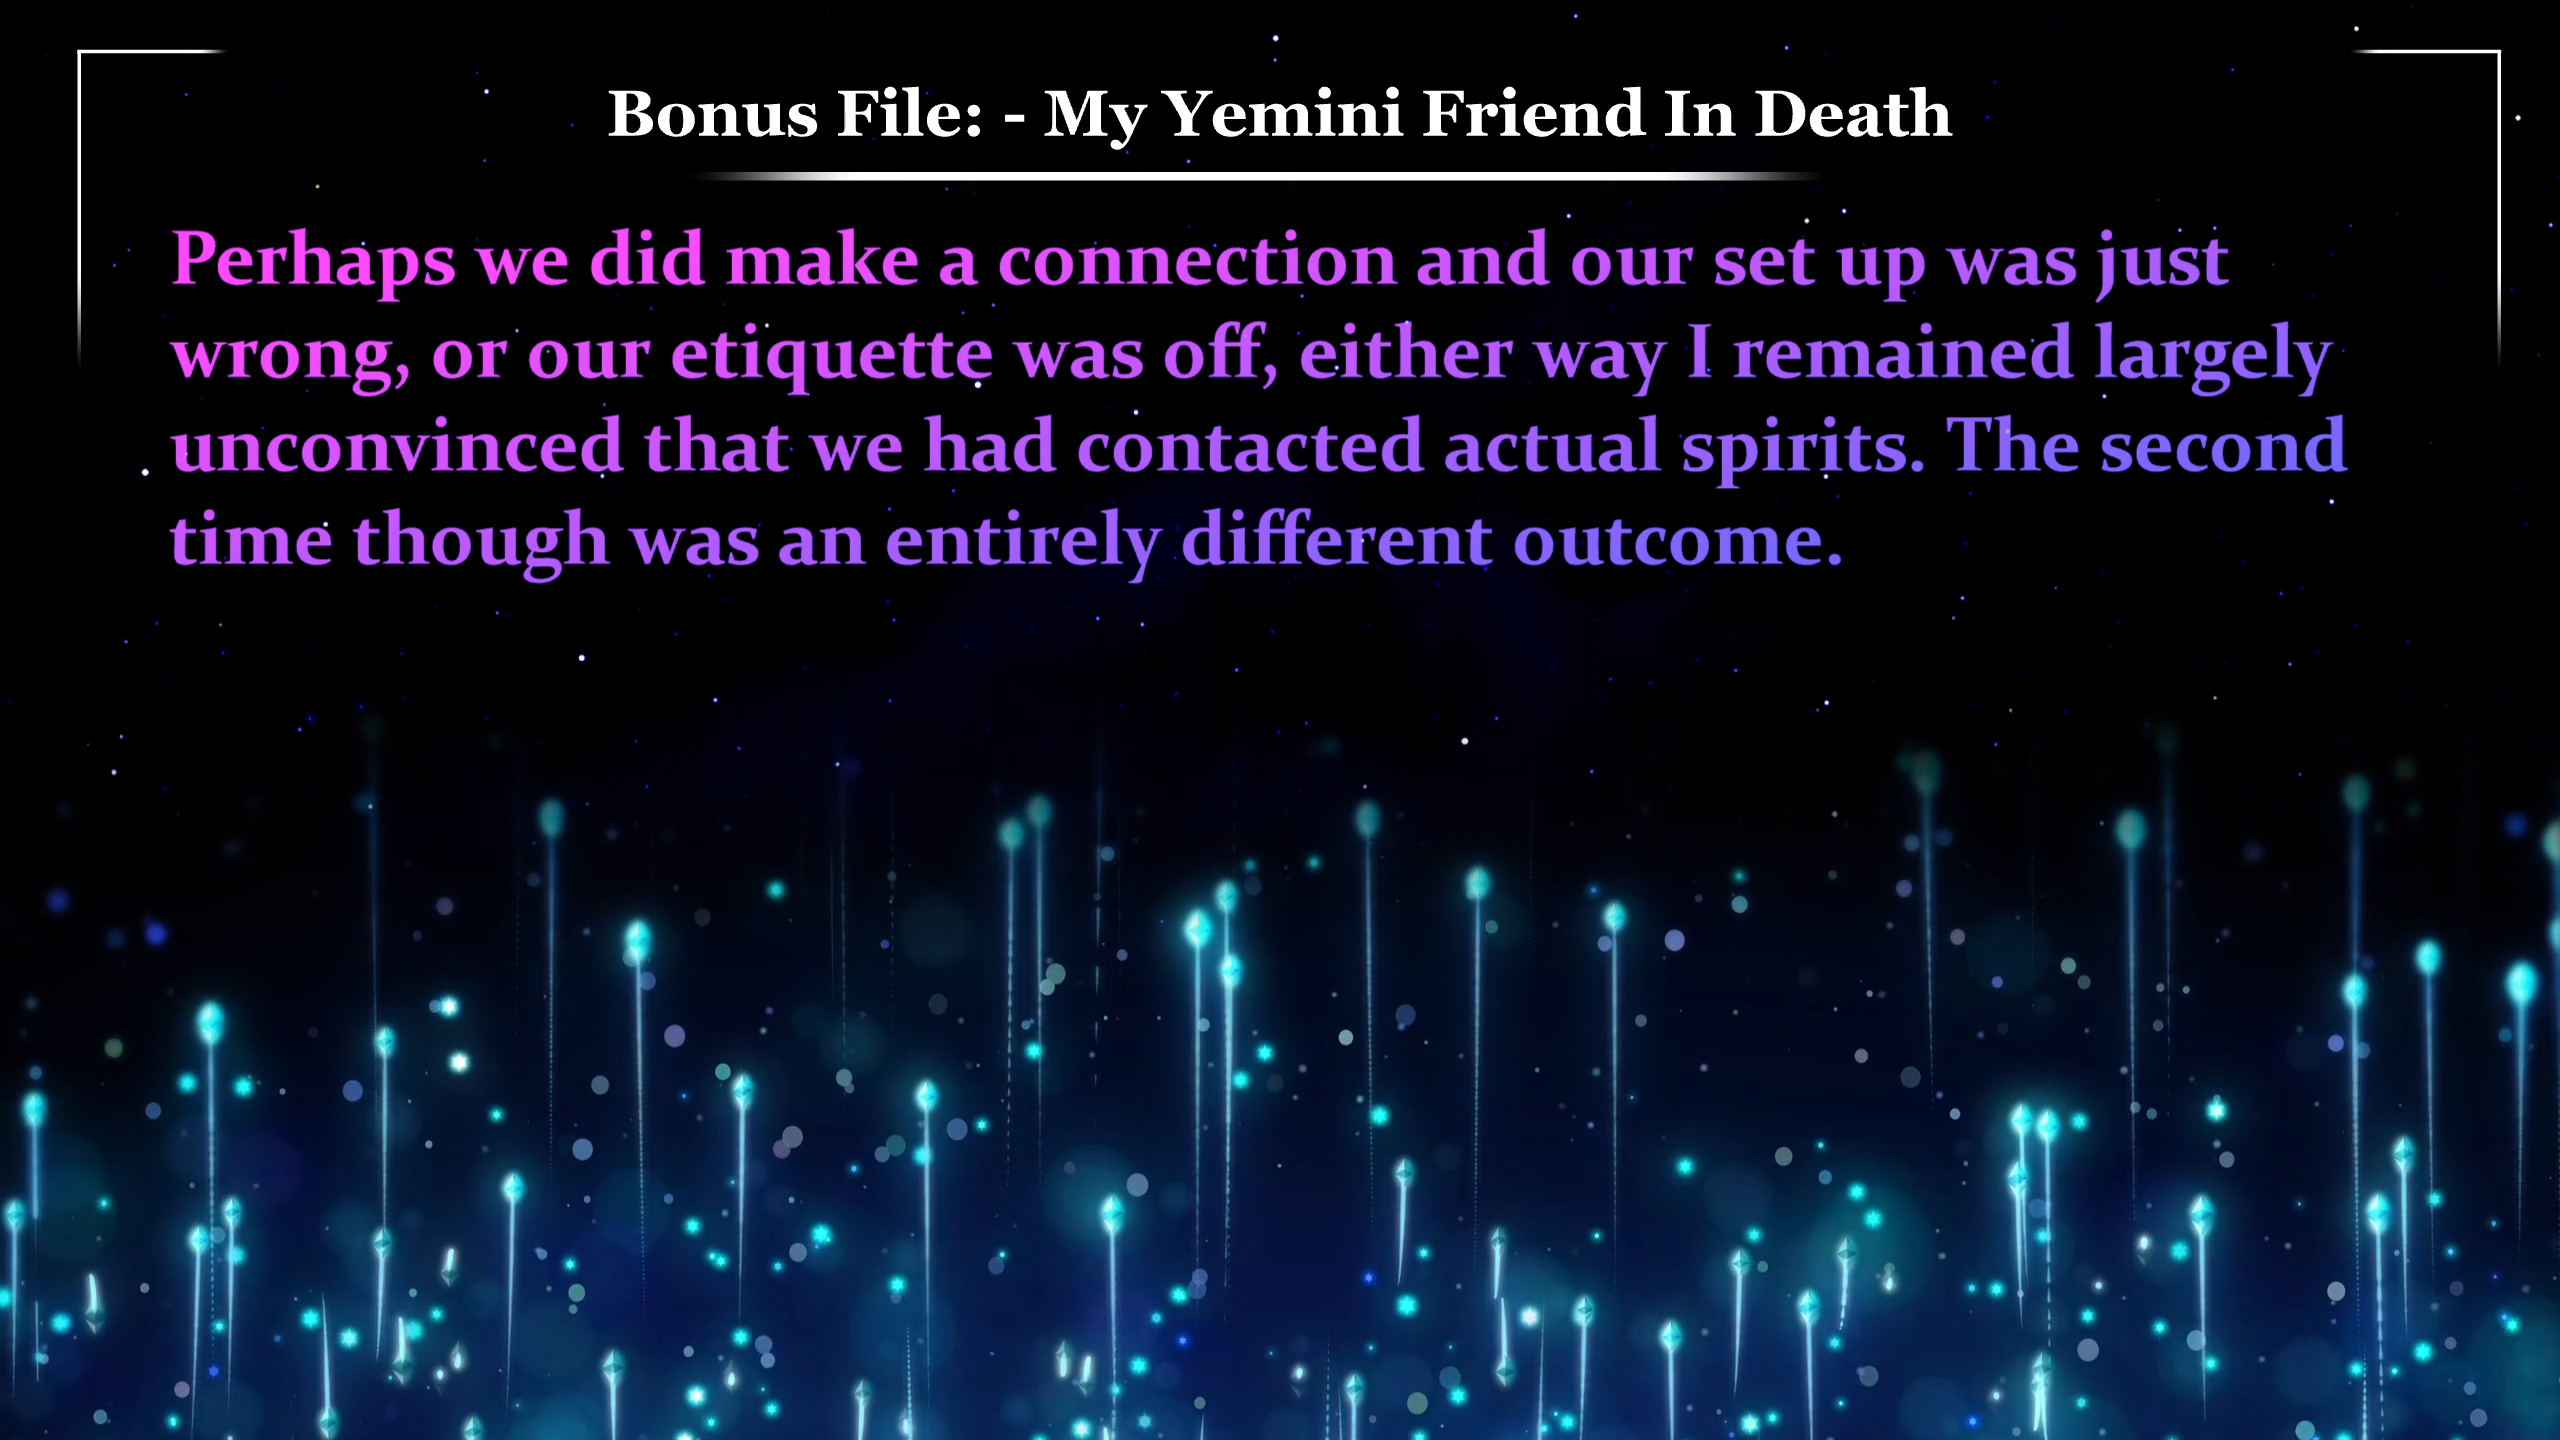 Bonus File: - My Yemini Friend In Death
Perhaps we did make a connection and our set up was just
wrong, or our etiquette was off, either way I remained largely
unconvinced that we had contacted actual spirits. The second
time though was an entirely different outcome.